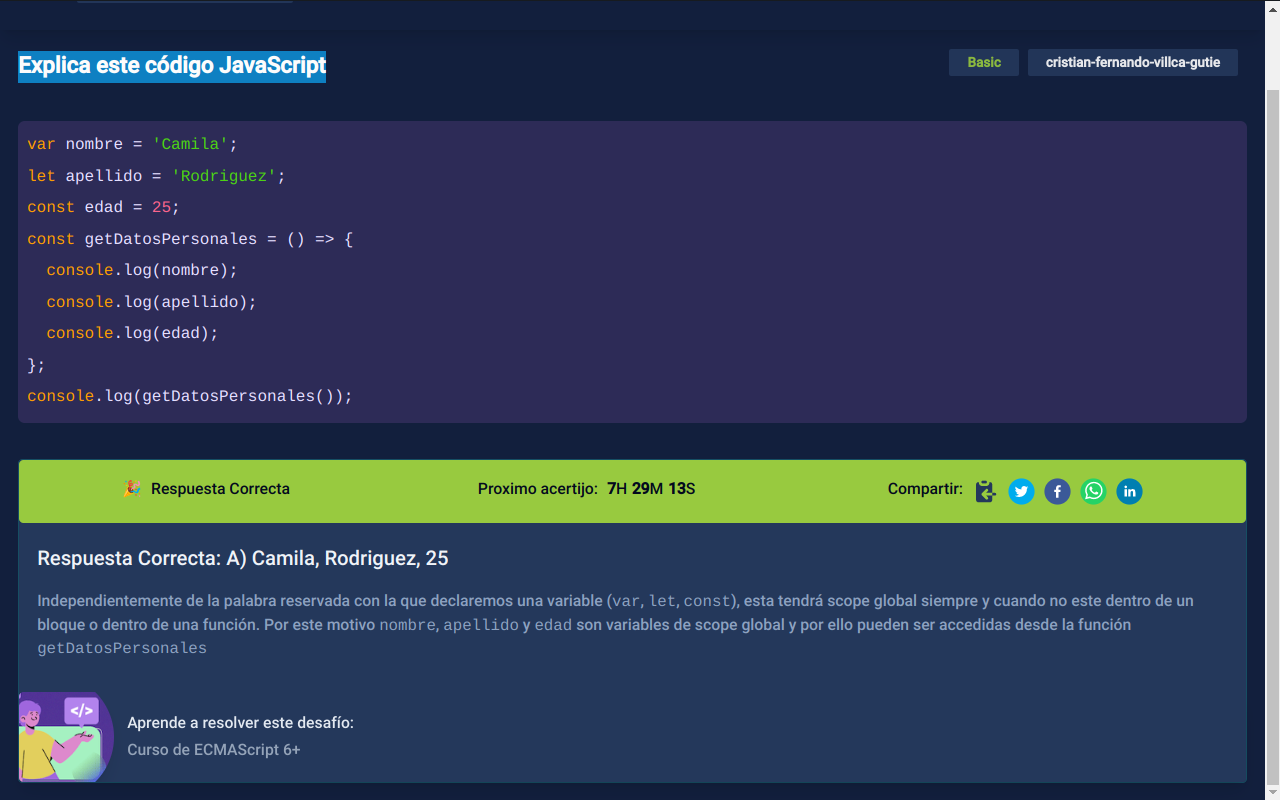 Explica este código JavaScript
Basic
cristian-fernando-villca-gutie
var nombre = 'Camila';
let apellido = 'Rodriguez';
const edad = 25;
const getDatosPersonales = () => {
  console.log(nombre);
  console.log(apellido);
  console.log(edad);
};
console.log(getDatosPersonales());
🎉 Respuesta Correcta
Proximo acertijo: 7H 29M 13S
Compartir:
Respuesta Correcta: A) Camila, Rodriguez, 25
Independientemente de la palabra reservada con la que declaremos una variable (var, let, const), esta tendrá scope global siempre y cuando no este dentro de un
bloque o dentro de una función. Por este motivo nombre, apellido y edad son variables de scope global y por ello pueden ser accedidas desde la función
getDatosPersonales
</>
Aprende a resolver este desafío:
Curso de ECMAScript 6+